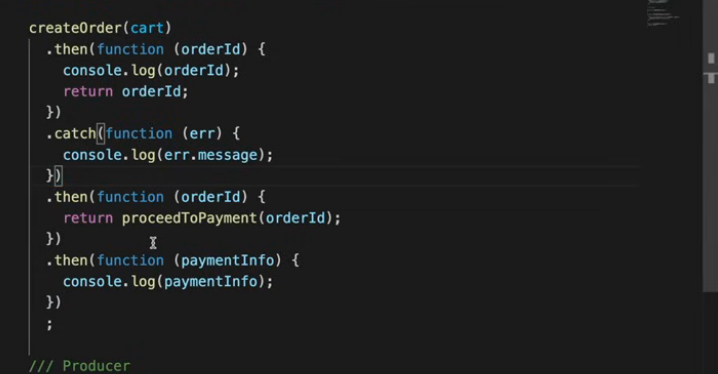 createOrder(cart)
  .then(function (orderId) {
    console.log(orderId);
    return orderId;
  })
  .catch(function (err) {
    console.log(err.message);
  })
  .then(function (orderId) {
    return proceedToPayment(orderId);
  })
  .then(function (paymentInfo) {
    console.log(paymentInfo);
  })
  ;
/// Producer